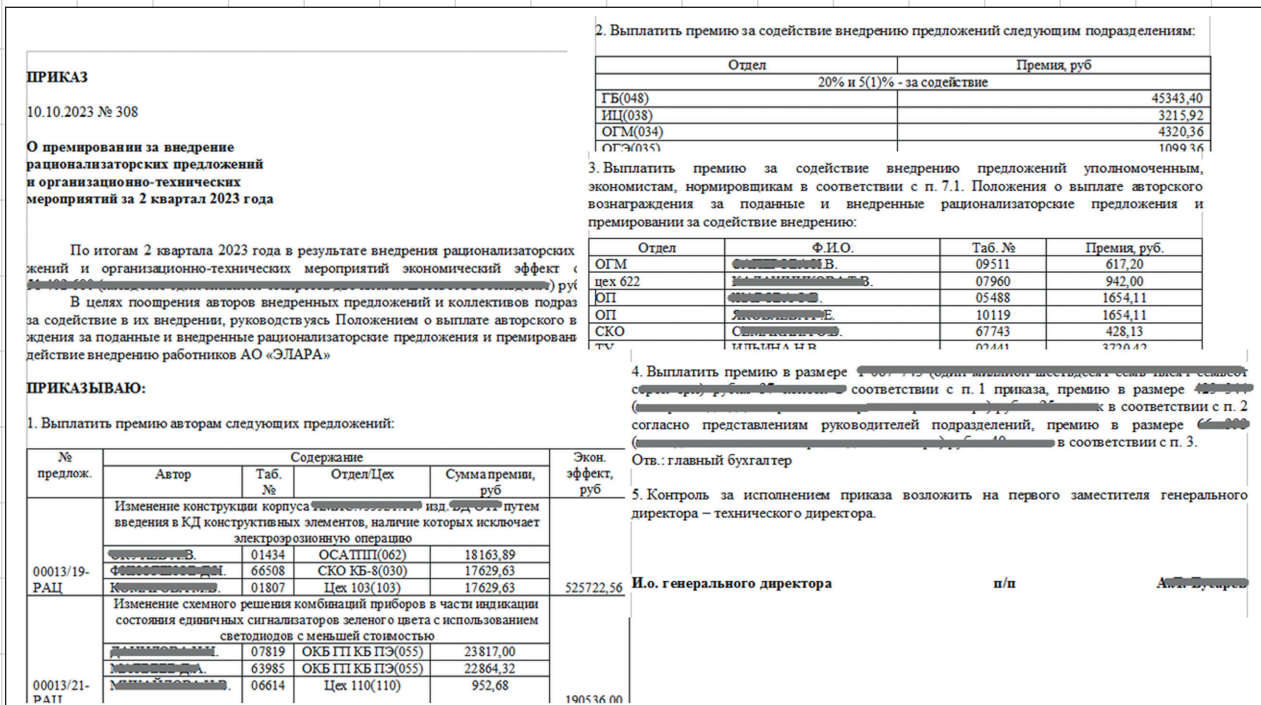 ПРИКАЗ
10.10.2023 № 308
О премировании за внедрение
рационализаторских предложений
и организационно-технических
мероприятий за 2 квартал 2023 года
По итогам 2 квартала 2023 года в результате внедрения рационализаторских
жений и организационно-технических мероприятий экономический эффект с
) руб
В целях поощрения авторов внедренных предложений и коллективов подраз
за содействие в их внедрении, руководствуясь Положением о выплате авторского в
ждения за поданные и внедренные рационализаторские предложения и премирован
действие внедрению работников АО «ЭЛАРА»
ПРИКАЗЫВАЮ:
1. Выплатить премию авторам следующих предложений:
№ предлож. Содержание Экон. эффект, руб
Автор Таб. № Отдел/Цех Сумма премии, руб
Изменение конструкции корпуса изд. путем
введения в КД конструктивных элементов, наличие которых исключает
электроэрозионную операцию
01434 ОСАТПП(062) 18163,89
66508 СКО КБ-8(030) 17629,63
00013/19-РАЦ 01807 Цех 103(103) 17629,63 525722,56
Изменение схемного решения комбинаций приборов в части индикации
состояния единичных сигнализаторов зеленого цвета с использованием
светодиодов с меньшей стоимостью
07819 ОКБ ГП КБ ПЭ(055) 23817,00
63985 ОКБ ГП КБ ПЭ(055) 22864,32
06614 Цех 110(110) 952,68
00013/21-РАЦ 190536,00
2. Выплатить премию за содействие внедрению предложений следующим подразделениям:
Отдел Премия, руб
20% и 5(1)% - за содействие
ГБ(048) 45343,40
ИЦ(038) 3215,92
ОГМ(034) 4320,36
ОГЭ(035) 1099,36
3. Выплатить премию за содействие внедрению предложений уполномоченным,
экономистам, нормировщикам в соответствии с п. 7.1. Положения о выплате авторского
вознаграждения за поданные и внедренные рационализаторские предложения и
премировании за содействие внедрению:
Отдел Ф.И.О. Таб. № Премия, руб.
ОГМ 09511 617,20
цех 622 07960 942,00
ОП 05488 1654,11
ОП 10119 1654,11
СКО 67743 428,13
ТУ ИЛЬИНА Н.В. 02441 3720,42
4. Выплатить премию в размере
соответствии с п. 1 приказа, премию в размере
к в соответствии с п. 2
согласно представлениям руководителей подразделений, премию в размере
в соответствии с п. 3.
Отв.: главный бухгалтер
5. Контроль за исполнением приказа возложить на первого заместителя генерального
директора – технического директора.
И.о. генерального директора п/п